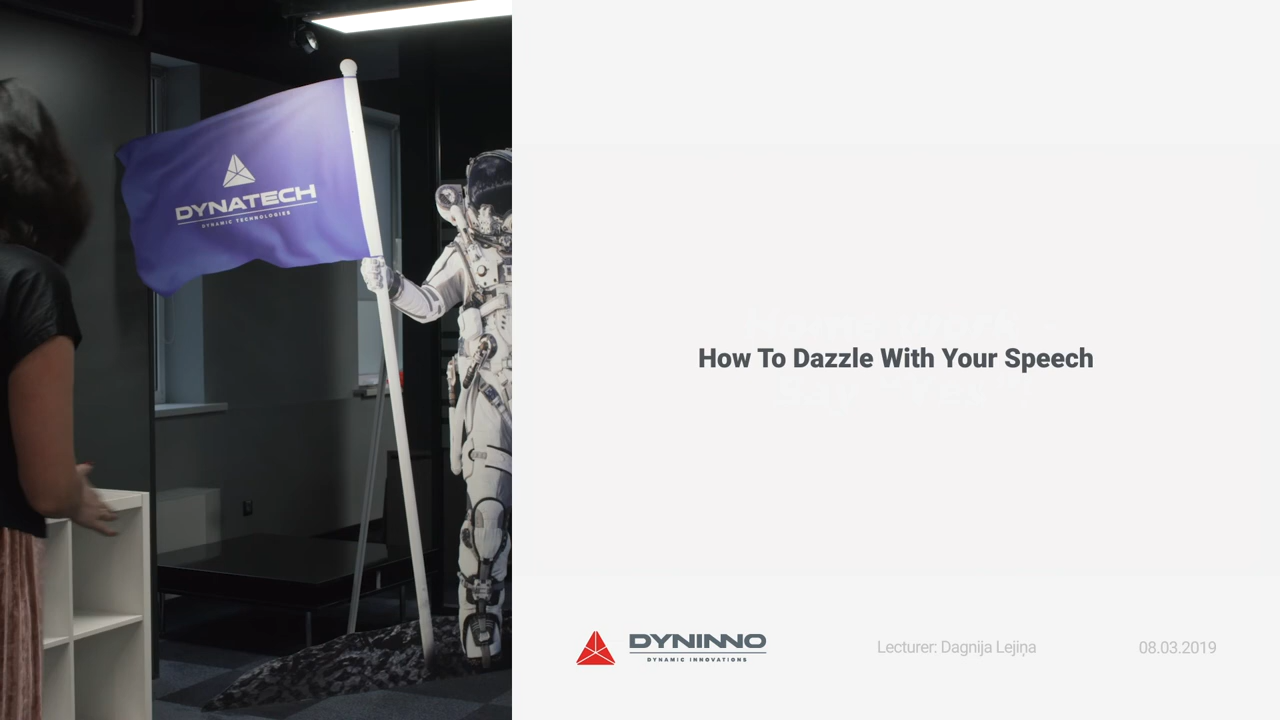 DYNATECH
DYNAMIC TECHNOLOGIES
How To Dazzle With Your Speech
DYNINNO
DYNAMIC INNOVATIONS
Lecturer: Dagnija Lejiņa
08.03.2019